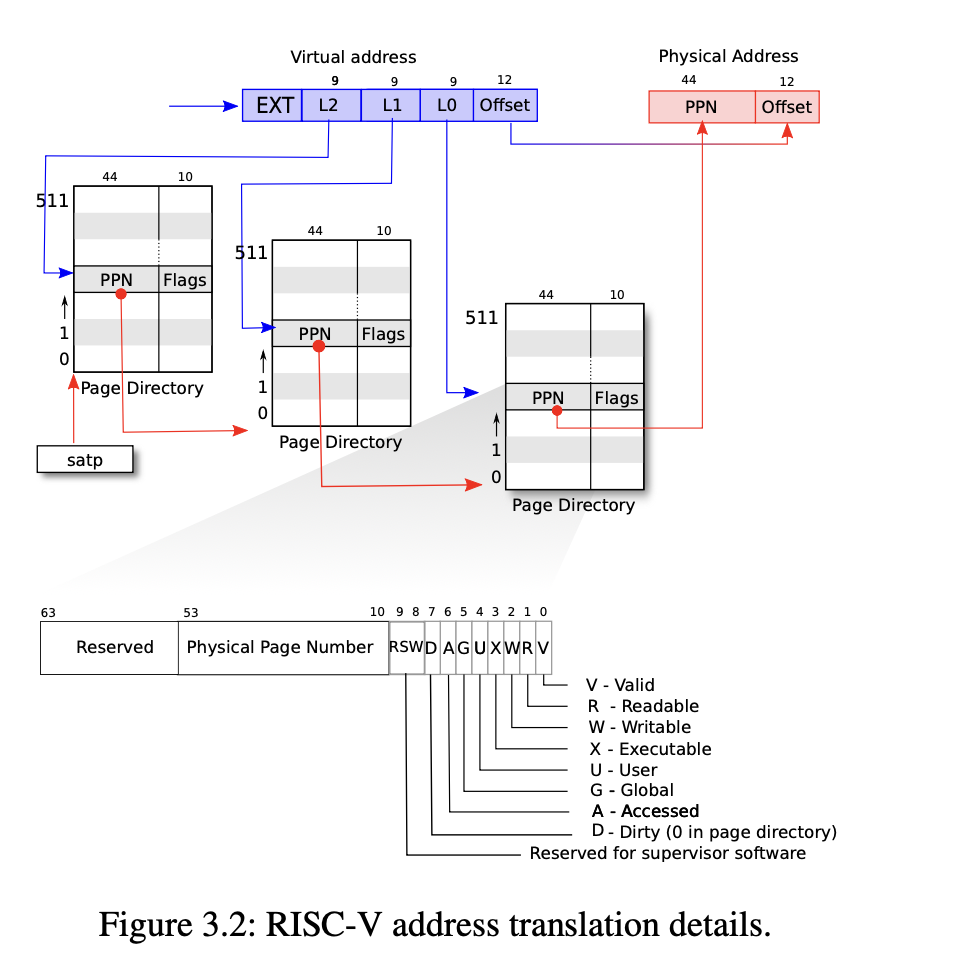 Virtual address
Physical Address
9 9 9 12
44 12
EXT L2 L1 L0 Offset
PPN Offset
44 10
511
PPN Flags
1
0
Page Directory
satp
44 10
511
PPN Flags
1
0
Page Directory
44 10
511
PPN Flags
1
0
Page Directory
63 53 10 9 8 7 6 5 4 3 2 1 0
Reserved Physical Page Number RSW D A G U X W R V
V - Valid
R - Readable
W - Writable
X - Executable
U - User
G - Global
A - Accessed
D - Dirty (0 in page directory)
Reserved for supervisor software
Figure 3.2: RISC-V address translation details.